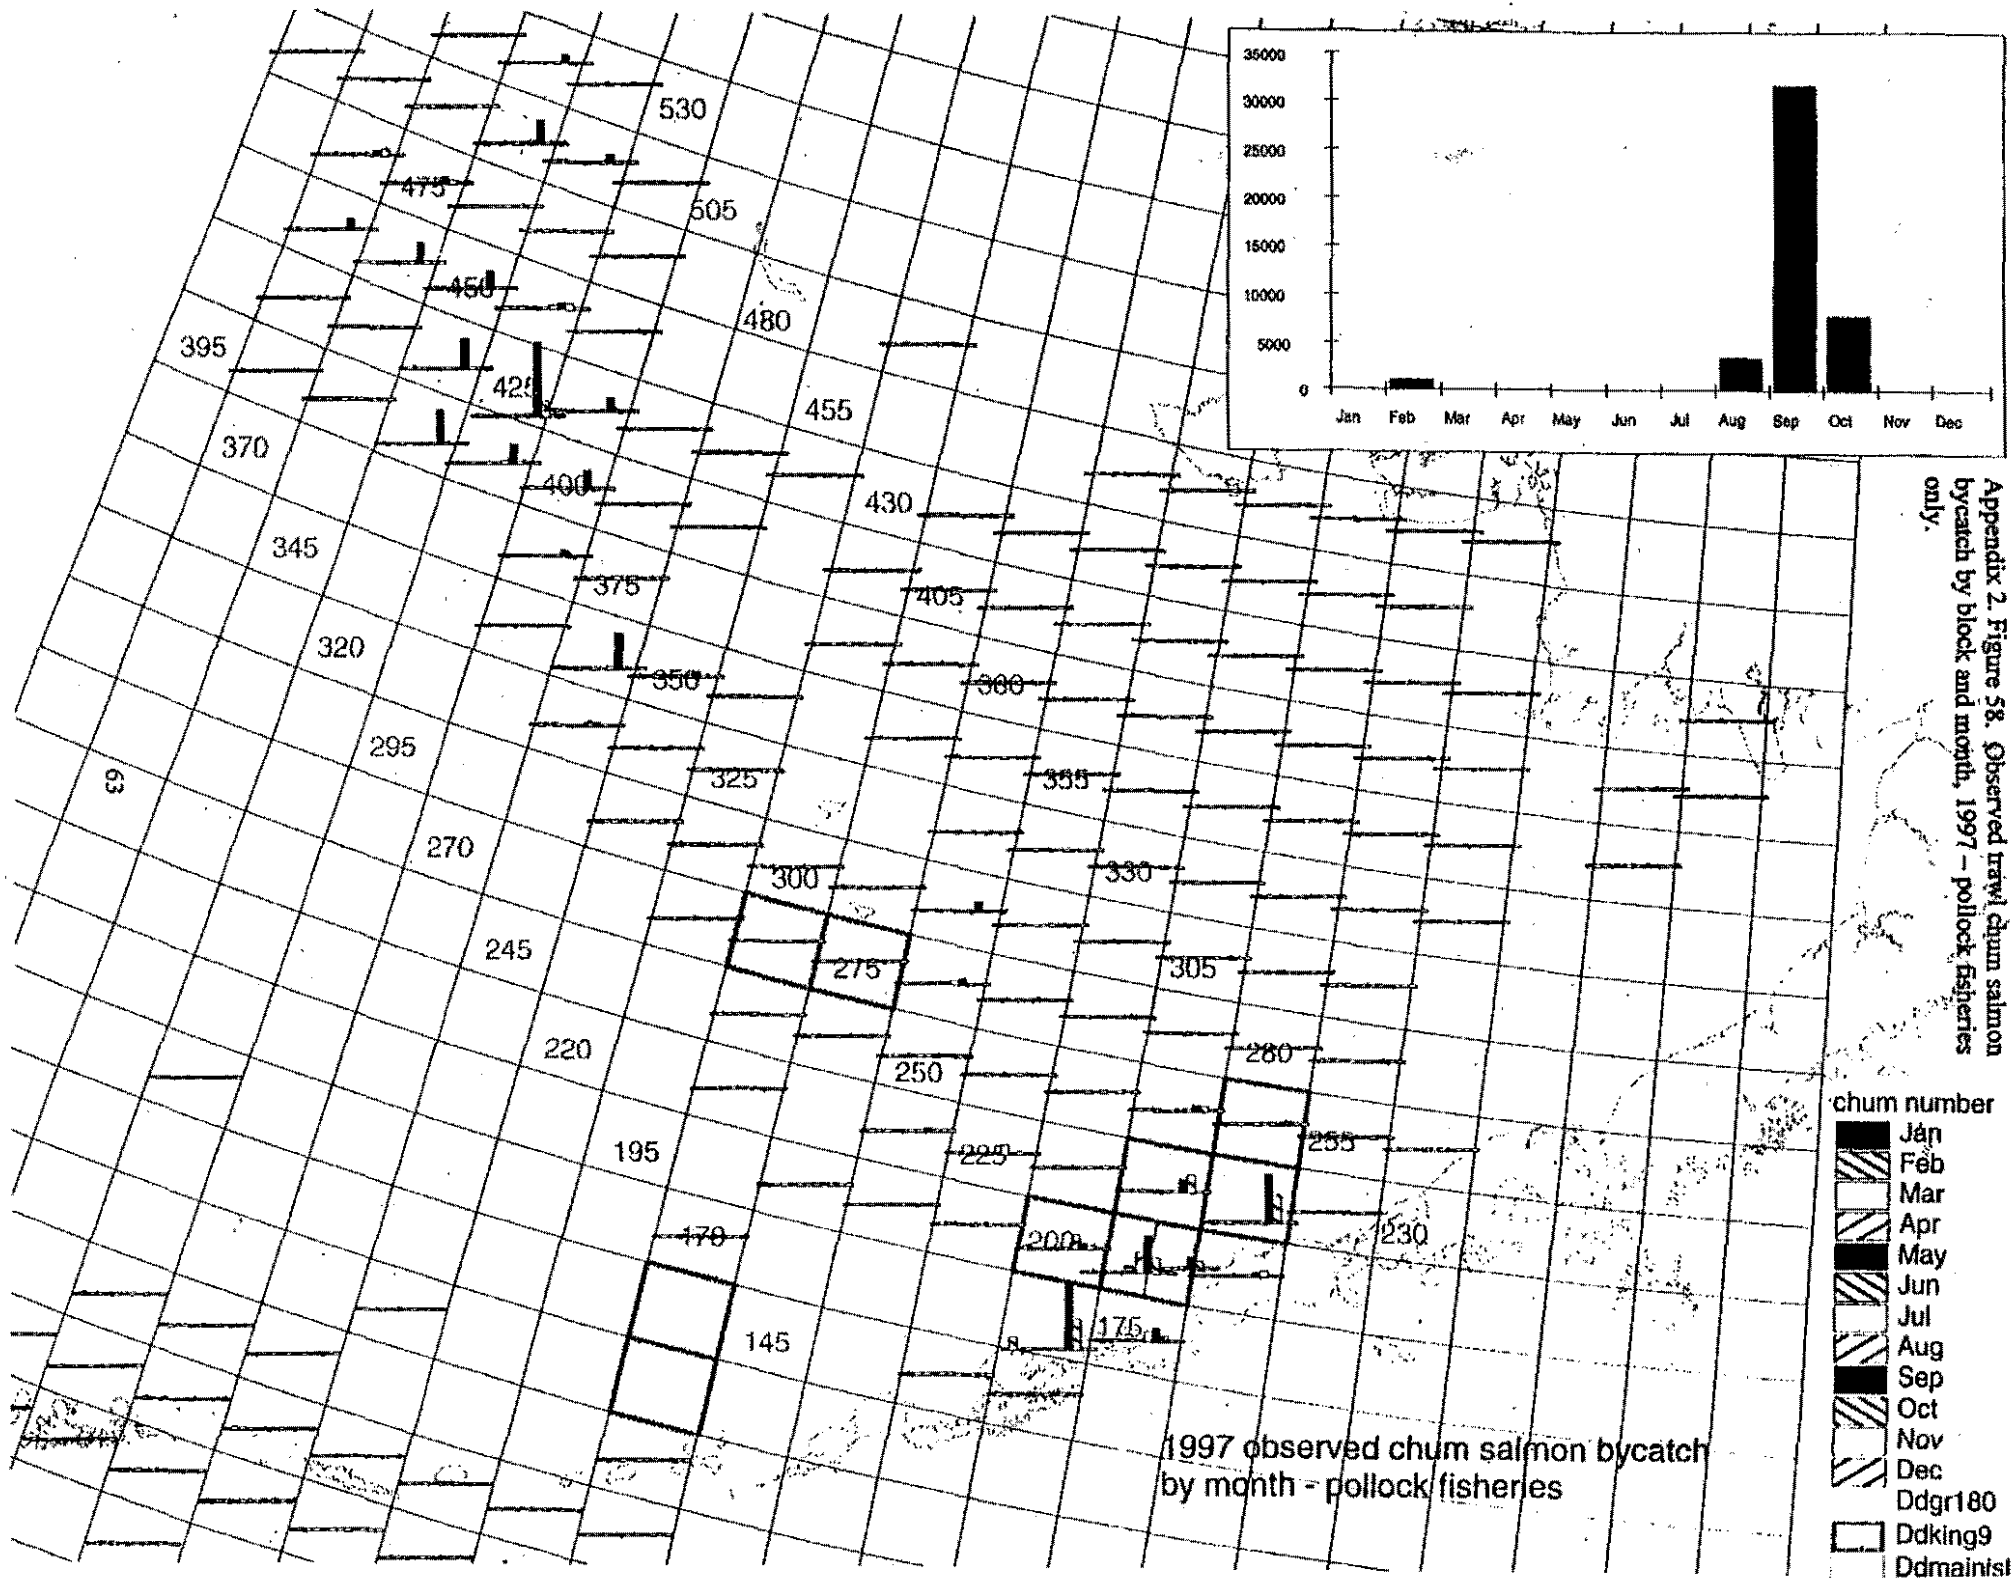 35000
30000
25000
20000
15000
10000
5000
0
Jan Feb Mar Apr May Jun Jul Aug Sep Oct Nov Dec
Appendix 2. Figure 58. Observed trawl chum salmon
bycatch by block and month, 1997 – pollock fisheries
only.
530
475
505
450
480
395
425
455
370
400
430
345
375
405
320
350
380
295
325
355
63
270
300
330
245
275
305
220
250
280
195
225
255
170
200
230
145
175
1997 observed chum salmon bycatch
by month - pollock fisheries
chum number
Jan
Feb
Mar
Apr
May
Jun
Jul
Aug
Sep
Oct
Nov
Dec
Ddgr180
Ddking9